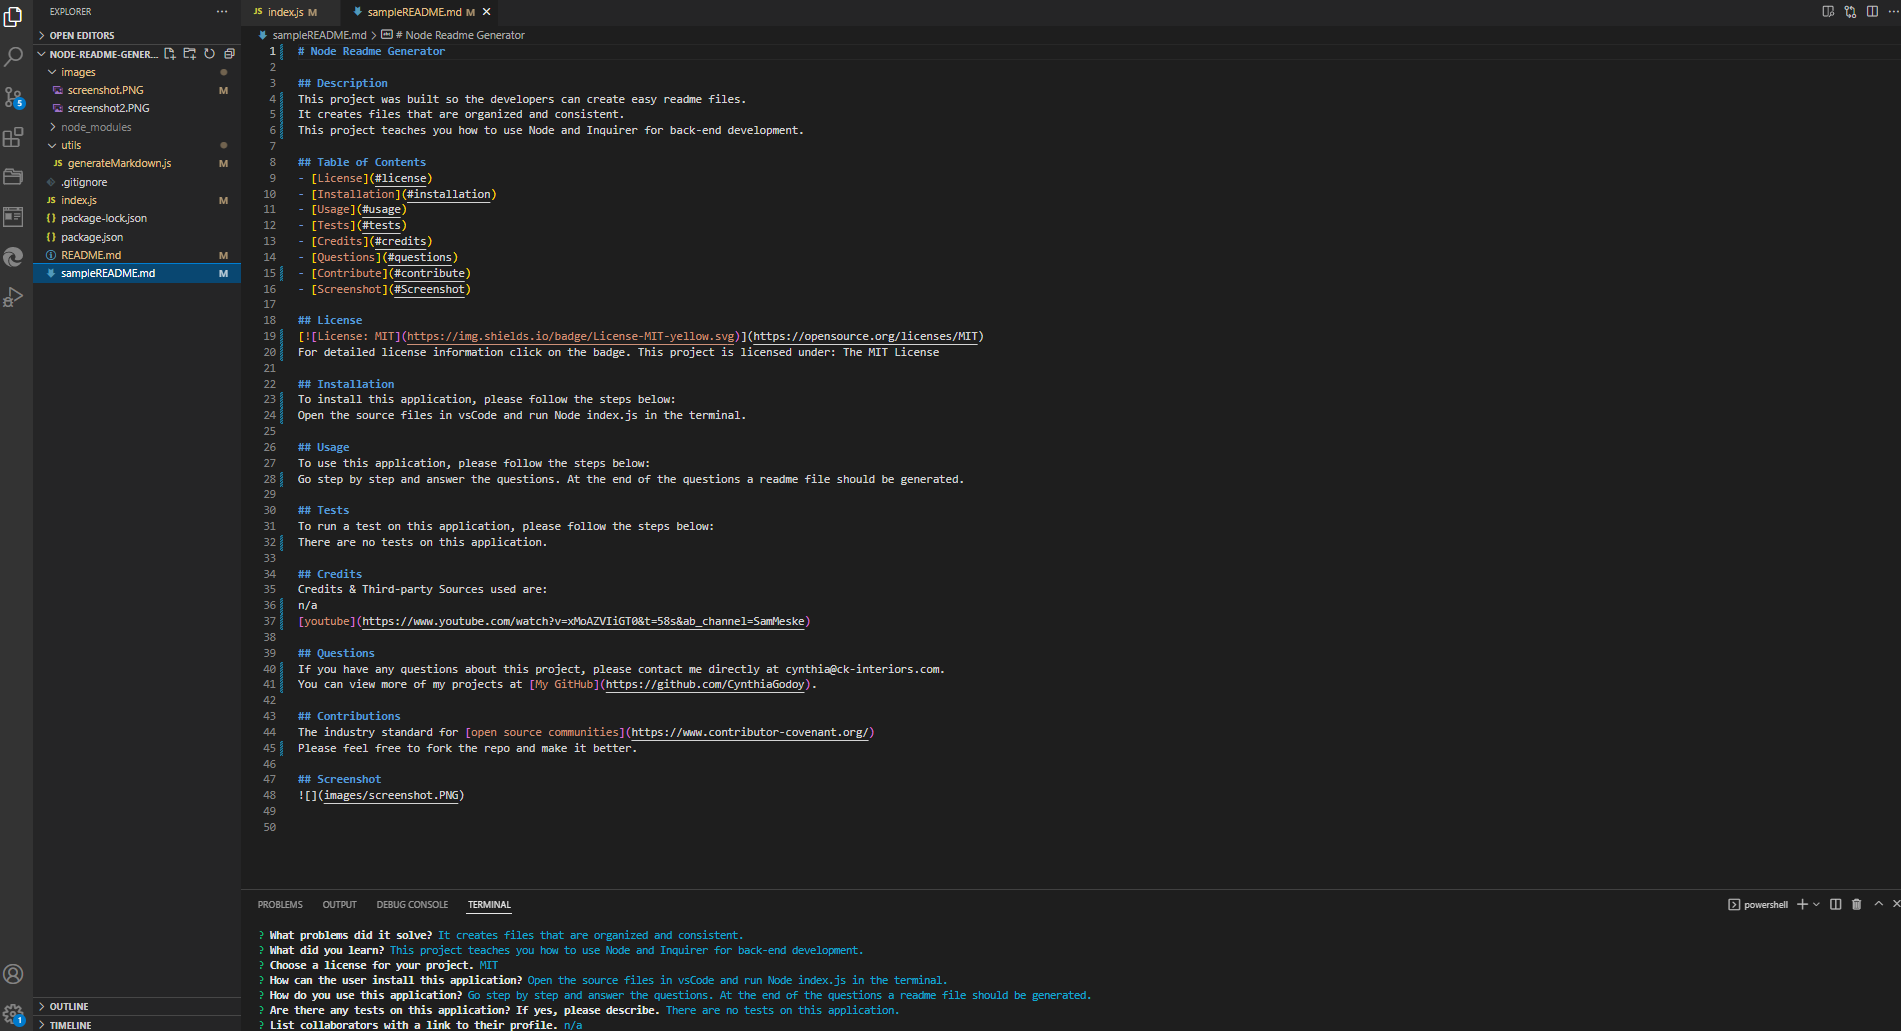 EXPLORER
OPEN EDITORS
NODE-README-GENER...
images
screenshot.PNG M
screenshot2.PNG
node_modules
utils
JS generateMarkdown.js M
.gitignore
JS index.js M
{} package-lock.json
{} package.json
README.md M
sampleREADME.md M
5
1
OUTLINE
TIMELINE
JS index.js M
sampleREADME.md M
sampleREADME.md > # Node Readme Generator
1 # Node Readme Generator
2
3 ## Description
4 This project was built so the developers can create easy readme files.
5 It creates files that are organized and consistent.
6 This project teaches you how to use Node and Inquirer for back-end development.
7
8 ## Table of Contents
9 - [License](#license)
10 - [Installation](#installation)
11 - [Usage](#usage)
12 - [Tests](#tests)
13 - [Credits](#credits)
14 - [Questions](#questions)
15 - [Contribute](#contribute)
16 - [Screenshot](#Screenshot)
17
18 ## License
19 [![License: MIT](https://img.shields.io/badge/License-MIT-yellow.svg)](https://opensource.org/licenses/MIT)
20 For detailed license information click on the badge. This project is licensed under: The MIT License
21
22 ## Installation
23 To install this application, please follow the steps below:
24 Open the source files in vsCode and run Node index.js in the terminal.
25
26 ## Usage
27 To use this application, please follow the steps below:
28 Go step by step and answer the questions. At the end of the questions a readme file should be generated.
29
30 ## Tests
31 To run a test on this application, please follow the steps below:
32 There are no tests on this application.
33
34 ## Credits
35 Credits & Third-party Sources used are:
36 n/a
37 [youtube](https://www.youtube.com/watch?v=xMoAZVIiGT0&t=58s&ab_channel=SamMeske)
38
39 ## Questions
40 If you have any questions about this project, please contact me directly at cynthia@ck-interiors.com.
41 You can view more of my projects at [My GitHub](https://github.com/CynthiaGodoy).
42
43 ## Contributions
44 The industry standard for [open source communities](https://www.contributor-covenant.org/)
45 Please feel free to fork the repo and make it better.
46
47 ## Screenshot
48 ![](images/screenshot.PNG)
49
50
PROBLEMS OUTPUT DEBUG CONSOLE TERMINAL
powershell
? What problems did it solve? It creates files that are organized and consistent.
? What did you learn? This project teaches you how to use Node and Inquirer for back-end development.
? Choose a license for your project. MIT
? How can the user install this application? Open the source files in vsCode and run Node index.js in the terminal.
? How do you use this application? Go step by step and answer the questions. At the end of the questions a readme file should be generated.
? Are there any tests on this application? If yes, please describe. There are no tests on this application.
? List collaborators with a link to their profile. n/a